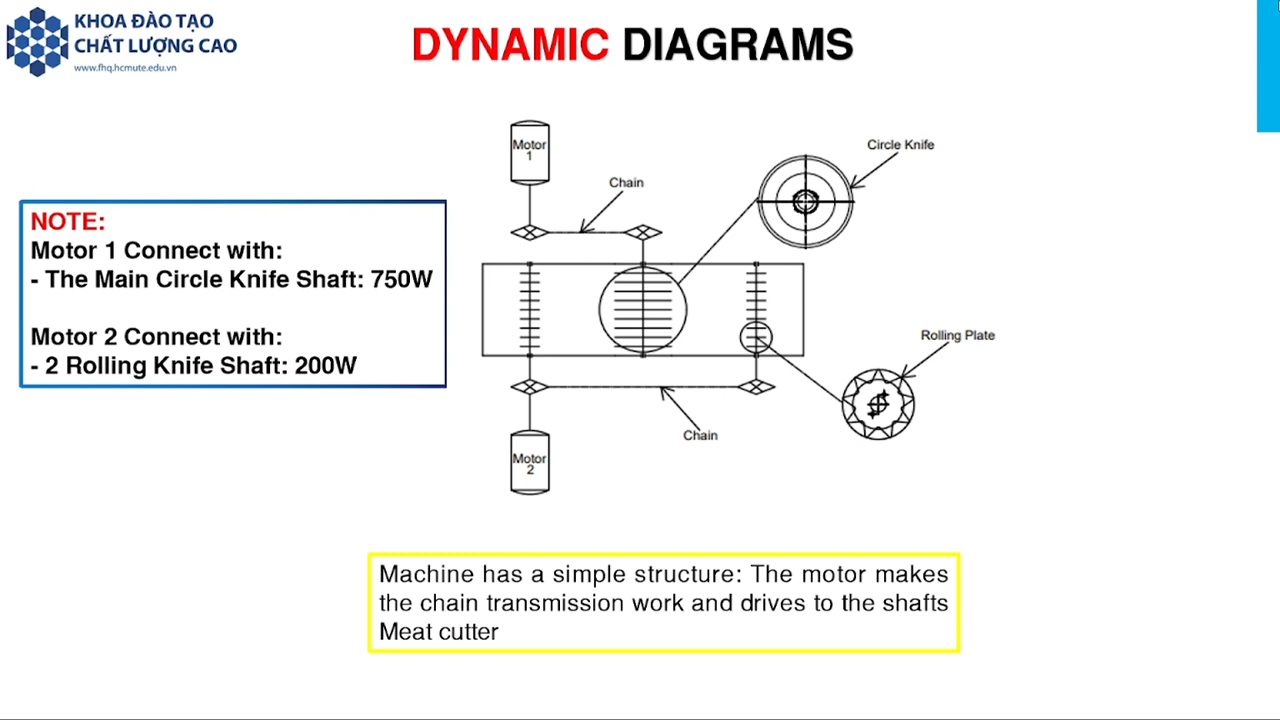 KHOA ĐÀO TẠO
CHẤT LƯỢNG CAO
www.fhq.hcmute.edu.vn
DYNAMIC DIAGRAMS
NOTE:
Motor 1 Connect with:
- The Main Circle Knife Shaft: 750W
Motor 2 Connect with:
- 2 Rolling Knife Shaft: 200W
Motor
1
Chain
Circle Knife
Rolling Plate
Chain
Motor
2
Machine has a simple structure: The motor makes
the chain transmission work and drives to the shafts
Meat cutter